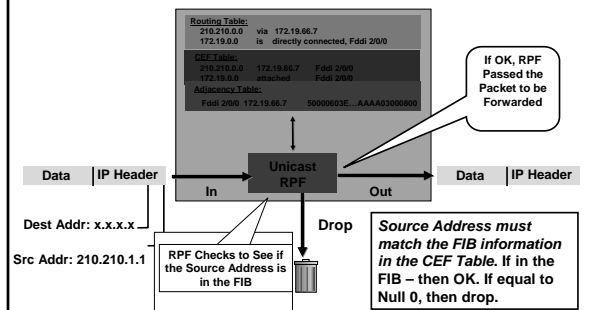 Routing Table:
210.210.0.0 via 172.19.66.7
172.19.0.0 is directly connected, Fddi 2/0/0
CEF Table:
210.210.0.0 172.19.66.7 Fddi 2/0/0
172.19.0.0 attached Fddi 2/0/0
Adjacency Table:
Fddi 2/0/0 172.19.66.7 50000603E...AAAA03000800
If OK, RPF
Passed the
Packet to be
Forwarded
Data IP Header
In
Unicast
RPF
Out
Data IP Header
Dest Addr: x.x.x.x
Src Addr: 210.210.1.1
RPF Checks to See if
the Source Address is
in the FIB
Drop
Source Address must
match the FIB information
in the CEF Table. If in the
FIB – then OK. If equal to
Null 0, then drop.